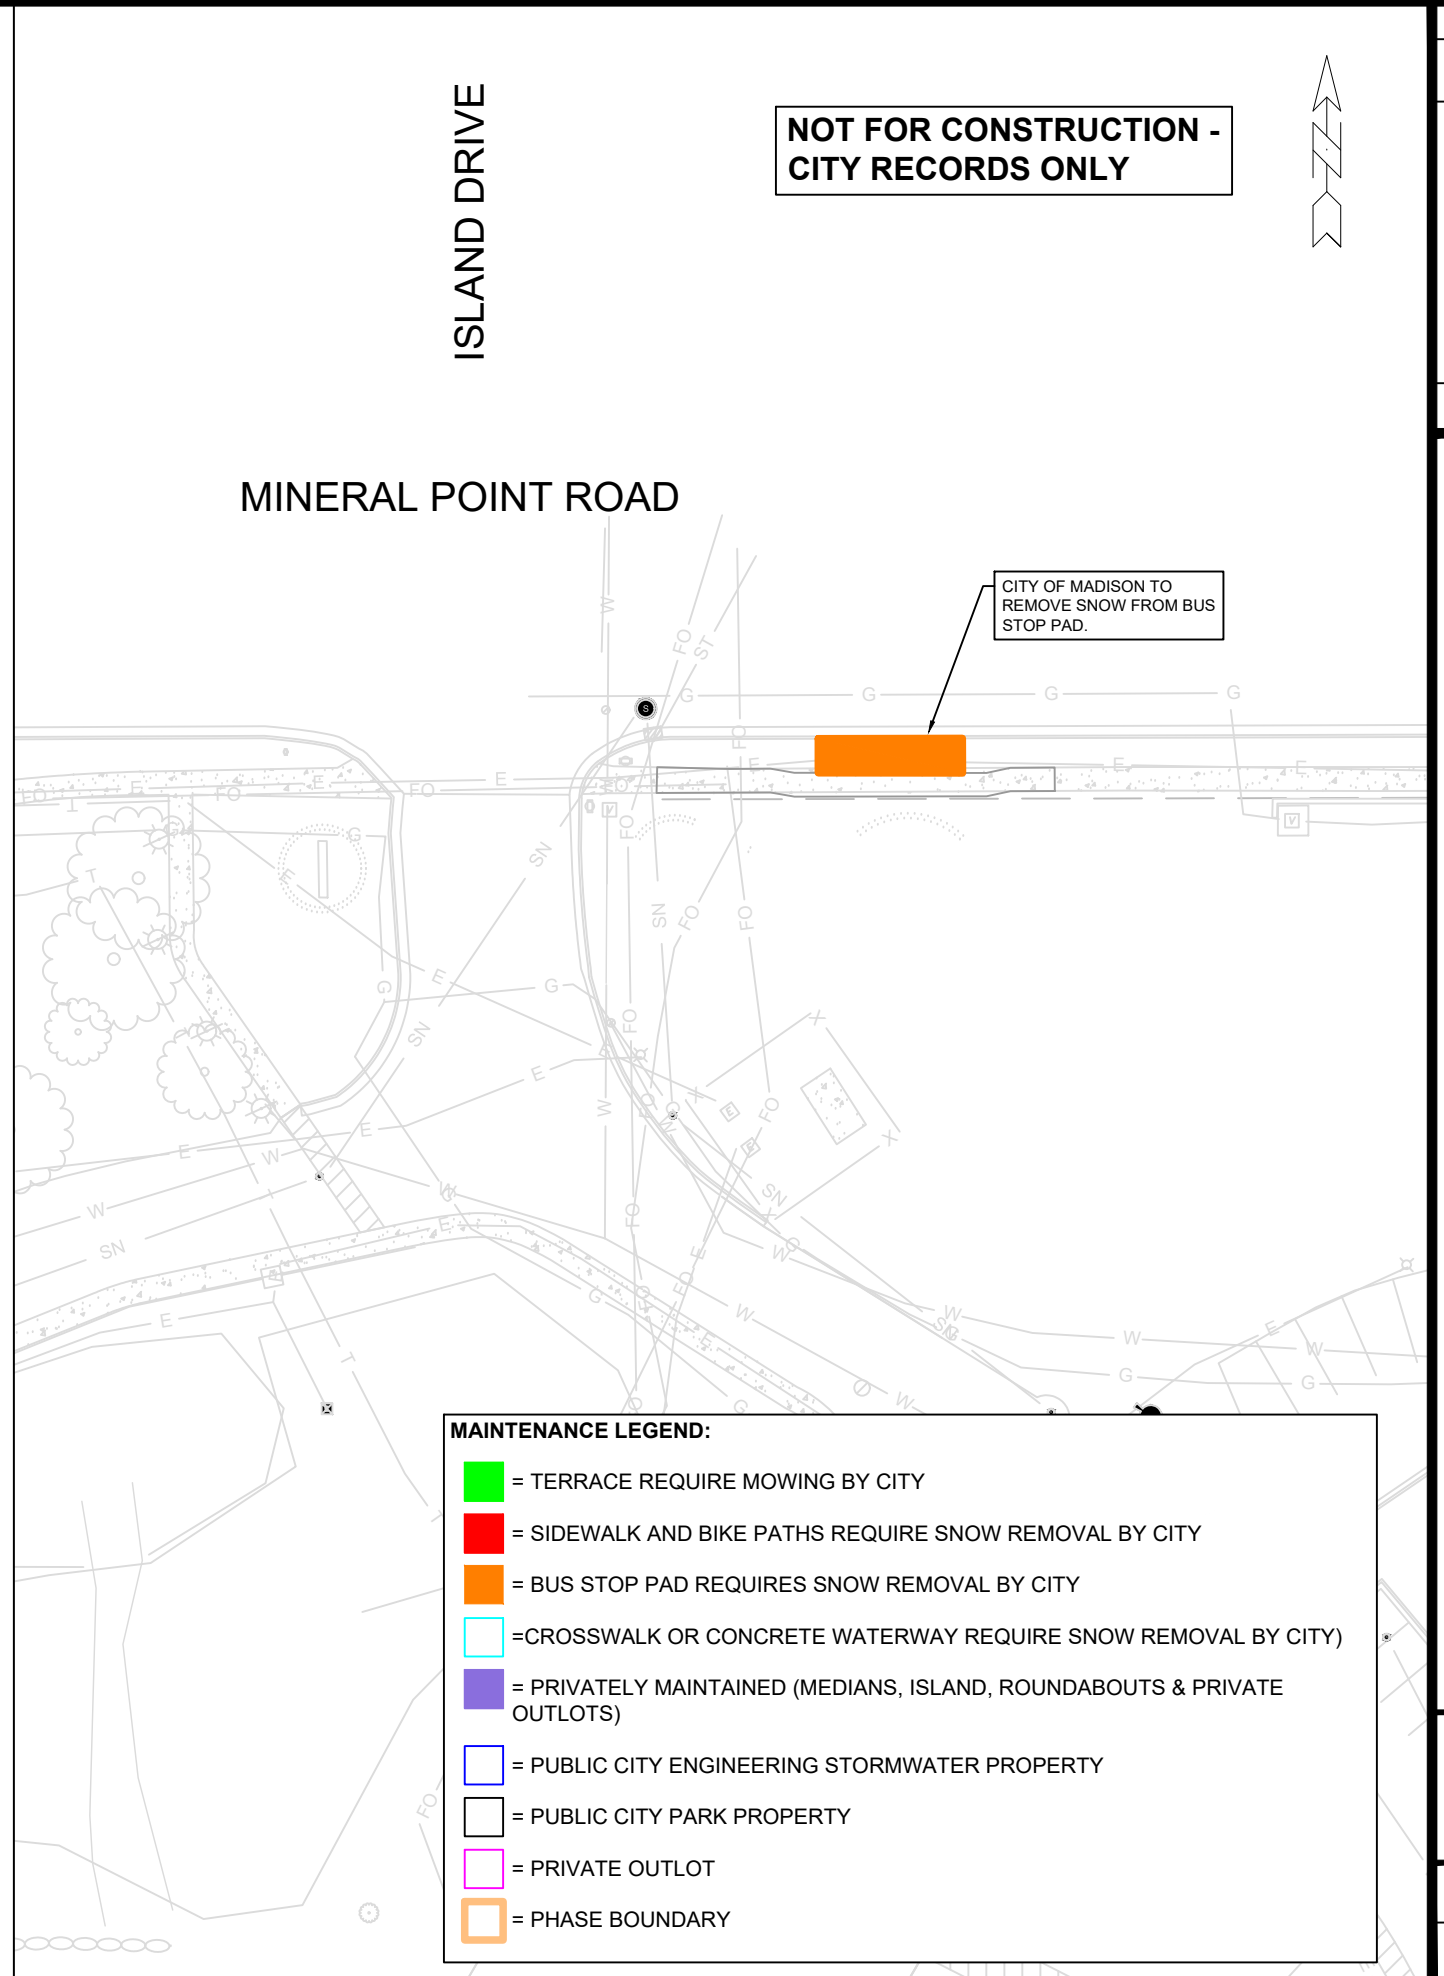 ISLAND DRIVE
NOT FOR CONSTRUCTION -
CITY RECORDS ONLY
N
MINERAL POINT ROAD
CITY OF MADISON TO
REMOVE SNOW FROM BUS
STOP PAD.
MAINTENANCE LEGEND:
= TERRACE REQUIRE MOWING BY CITY
= SIDEWALK AND BIKE PATHS REQUIRE SNOW REMOVAL BY CITY
= BUS STOP PAD REQUIRES SNOW REMOVAL BY CITY
=CROSSWALK OR CONCRETE WATERWAY REQUIRE SNOW REMOVAL BY CITY)
= PRIVATELY MAINTAINED (MEDIANS, ISLAND, ROUNDABOUTS & PRIVATE
OUTLOTS)
= PUBLIC CITY ENGINEERING STORMWATER PROPERTY
= PUBLIC CITY PARK PROPERTY
= PRIVATE OUTLOT
= PHASE BOUNDARY